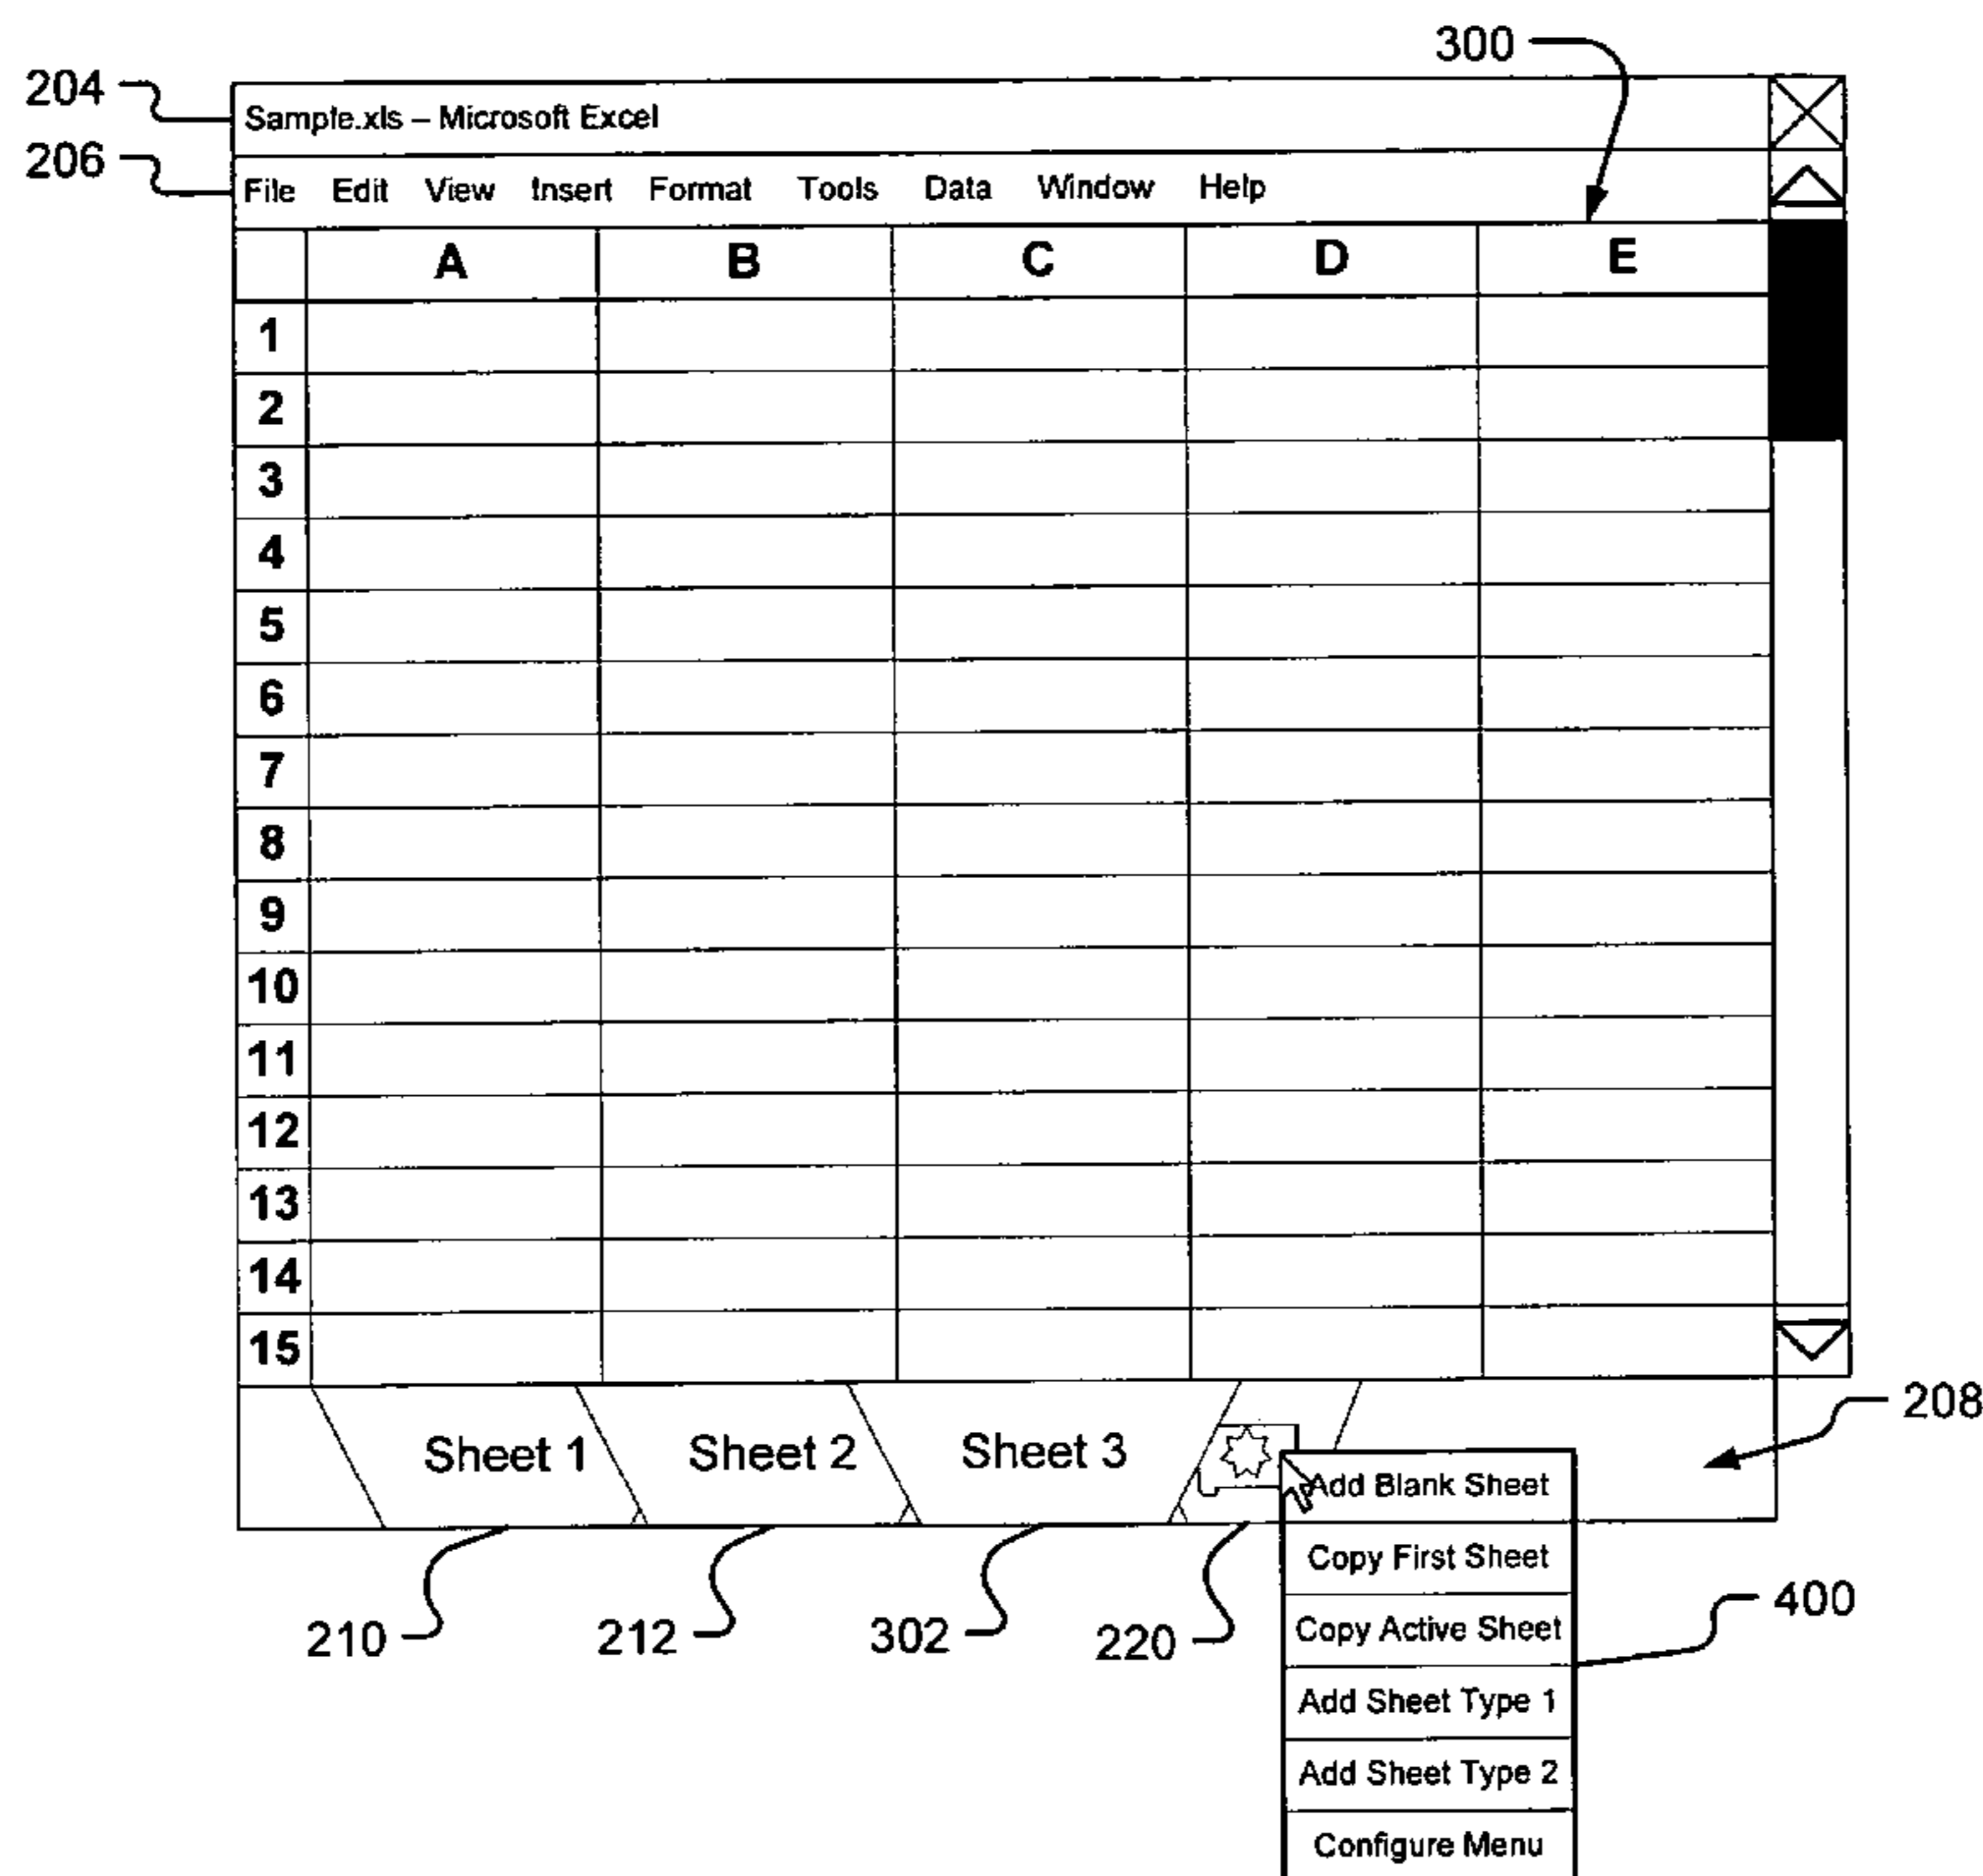 300
204
Sample.xls – Microsoft Excel
206
File Edit View Insert Format Tools Data Window Help
A B C D E
1
2
3
4
5
6
7
8
9
10
11
12
13
14
15
208
Sheet 1 Sheet 2 Sheet 3
Add Blank Sheet
Copy First Sheet
400
210 212 302 220
Copy Active Sheet
Add Sheet Type 1
Add Sheet Type 2
Configure Menu